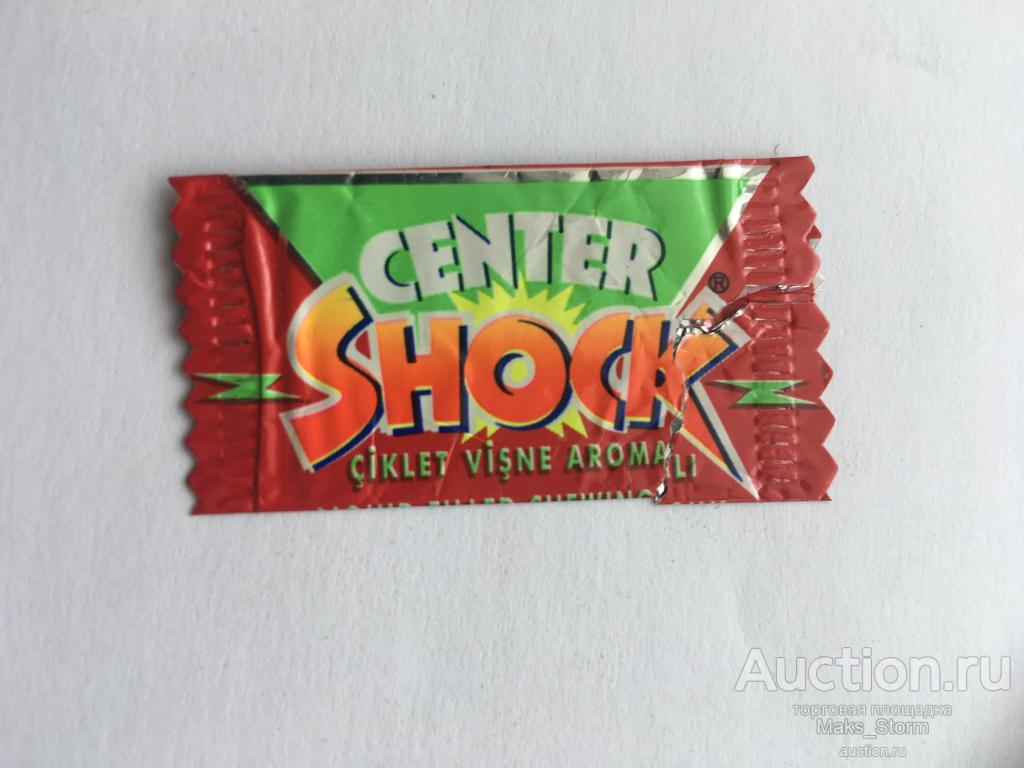 CENTER
SHOCK®
ÇİKLET VİŞNE AROMALI
Auction.ru
торговая площадка
Maks_Storm
auction.ru